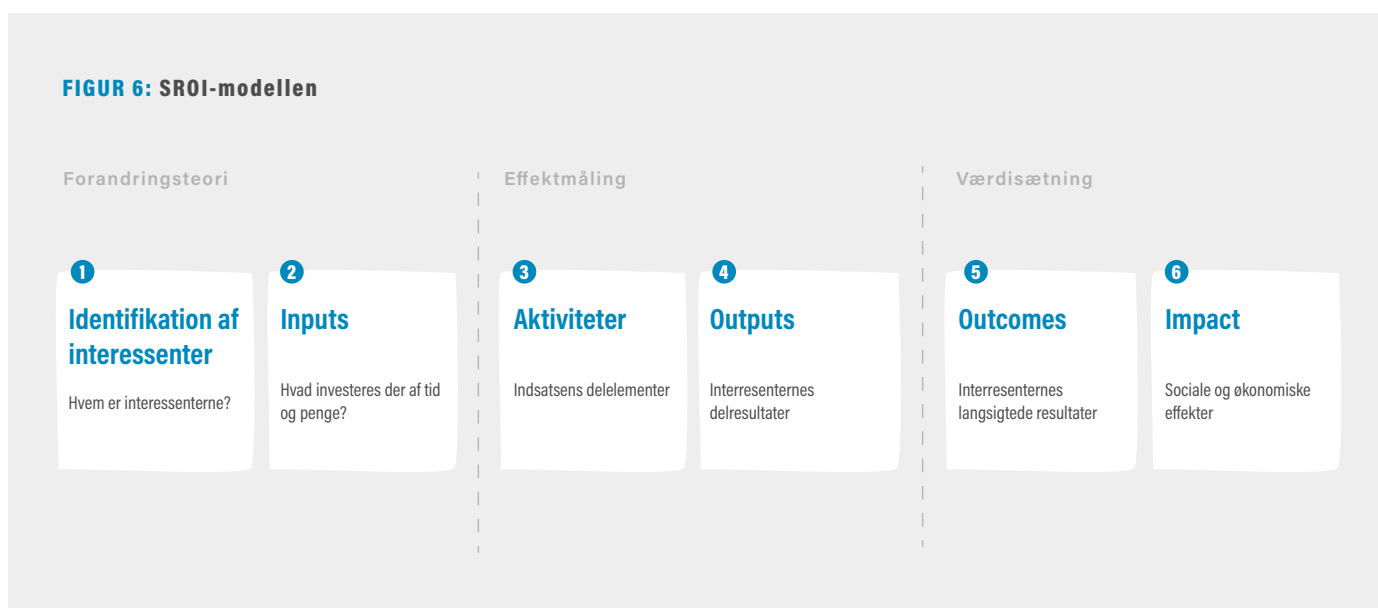 FIGUR 6: SROI-modellen
Forandringsteori
Effektmåling
Værdisætning
1
Identifikation af
interessenter
Hvem er interessenterne?
2
Inputs
Hvad investeres der af tid
og penge?
3
Aktiviteter
Indsatsens delelementer
4
Outputs
Interresenternes
delresultater
5
Outcomes
Interresenternes
langsigtede resultater
6
Impact
Sociale og økonomiske
effekter